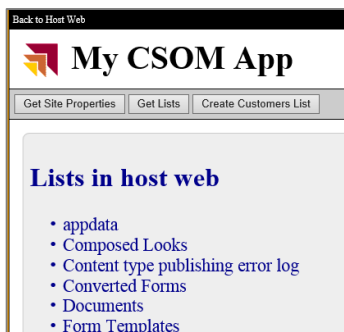 Back to Host Web
My CSOM App
Get Site Properties Get Lists Create Customers List
Lists in host web
• appdata
• Composed Looks
• Content type publishing error log
• Converted Forms
• Documents
• Form Templates